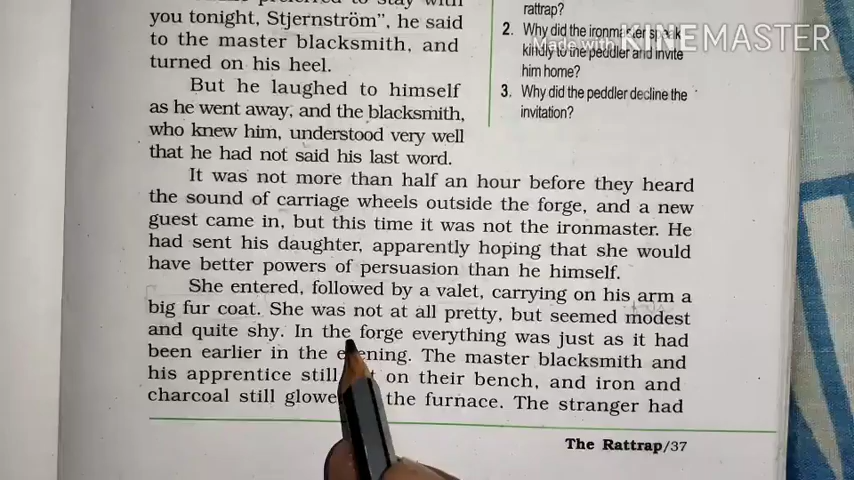 you tonight, Stjernström", he said
to the master blacksmith, and
turned on his heel.
But he laughed to himself
as he went away, and the blacksmith,
who knew him, understood very well
that he had not said his last word.
rattrap?
2. Why did the ironmaster speak
kindly to the peddler and invite
him home?
3. Why did the peddler decline the
invitation?
Made with KINEMASTER
It was not more than half an hour before they heard
the sound of carriage wheels outside the forge, and a new
guest came in, but this time it was not the ironmaster. He
had sent his daughter, apparently hoping that she would
have better powers of persuasion than he himself.
She entered, followed by a valet, carrying on his arm a
big fur coat. She was not at all pretty, but seemed modest
and quite shy. In the forge everything was just as it had
been earlier in the evening. The master blacksmith and
his apprentice still on their bench, and iron and
charcoal still the furnace. The stranger had
The Rattrap/37